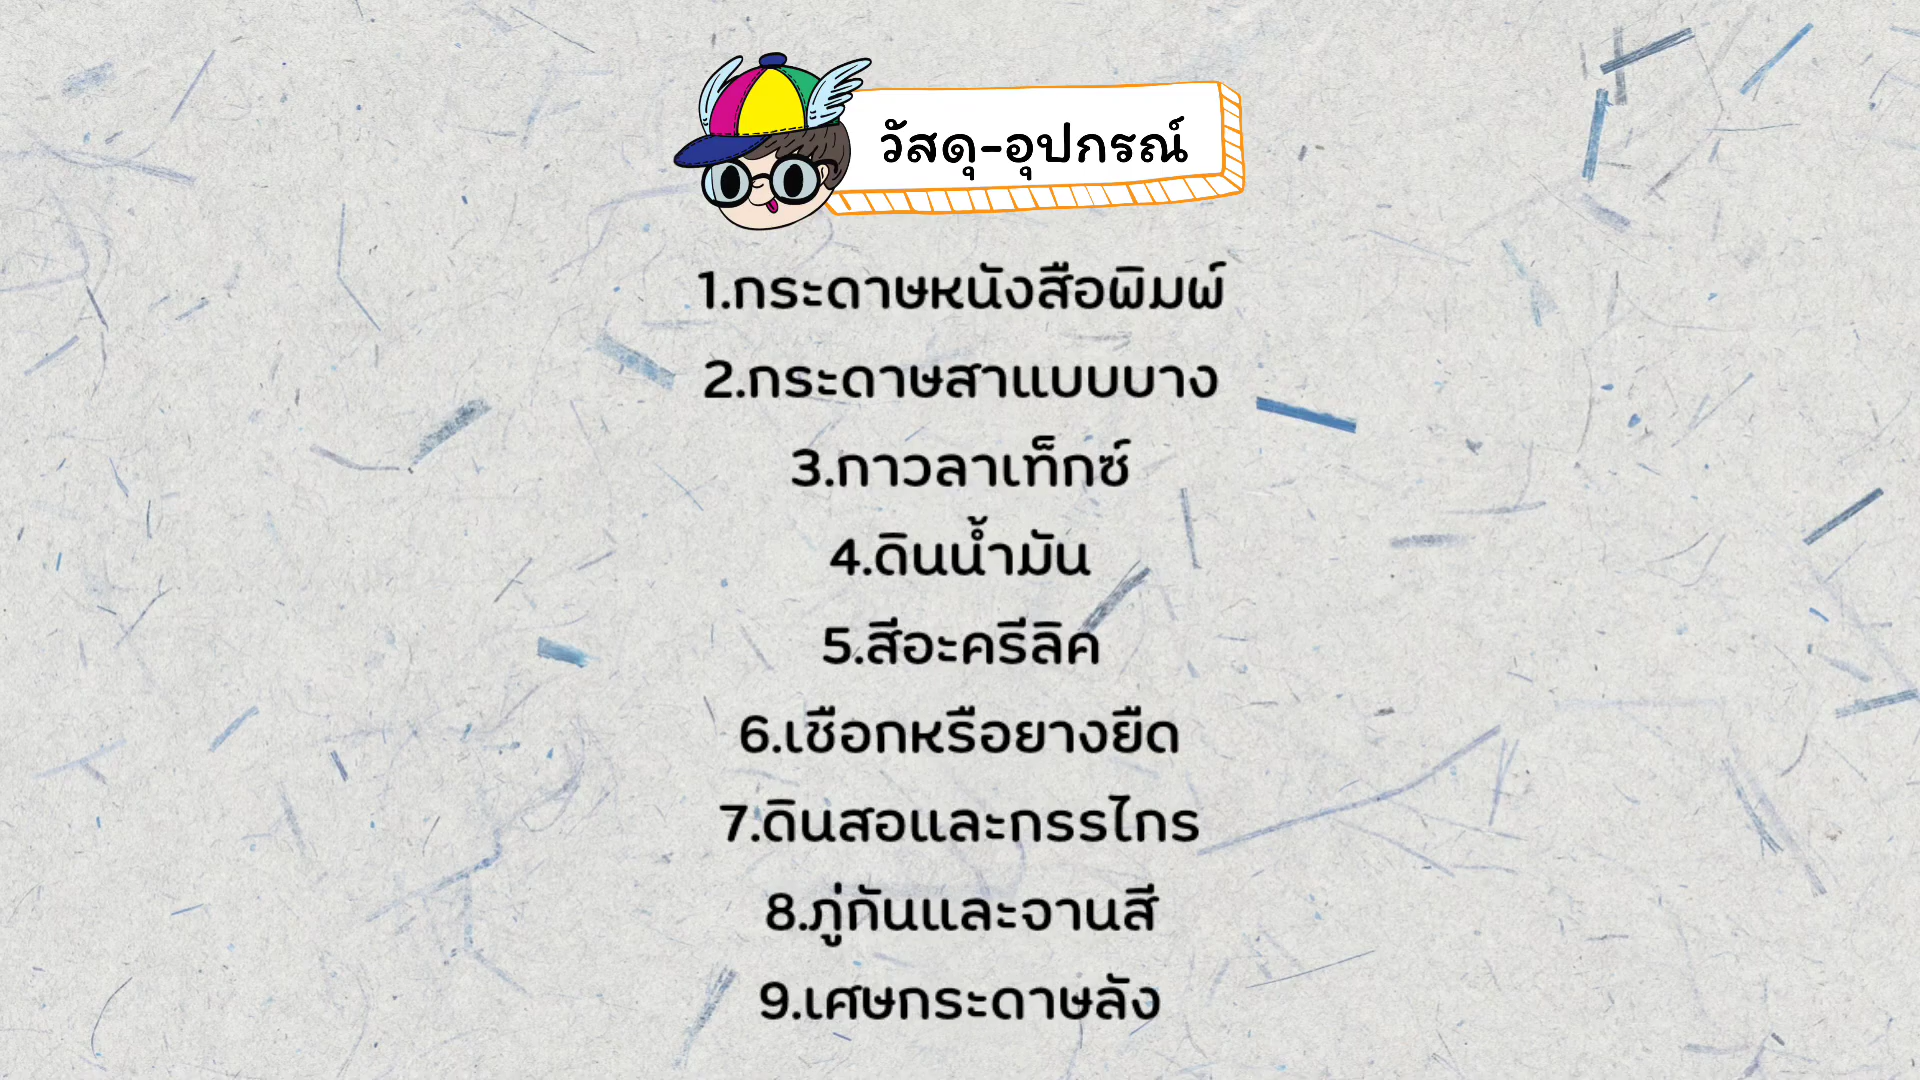 วัสดุ-อุปกรณ์
1.กระดาษหนังสือพิมพ์
2.กระดาษสาแบบบาง
3.กาวลาเท็กซ์
4.ดินน้ำมัน
5.สีอะครีลิค
6.เชือกหรือยางยืด
7.ดินสอและกรรไกร
8.ภู่กันและจานสี
9.เศษกระดาษลัง